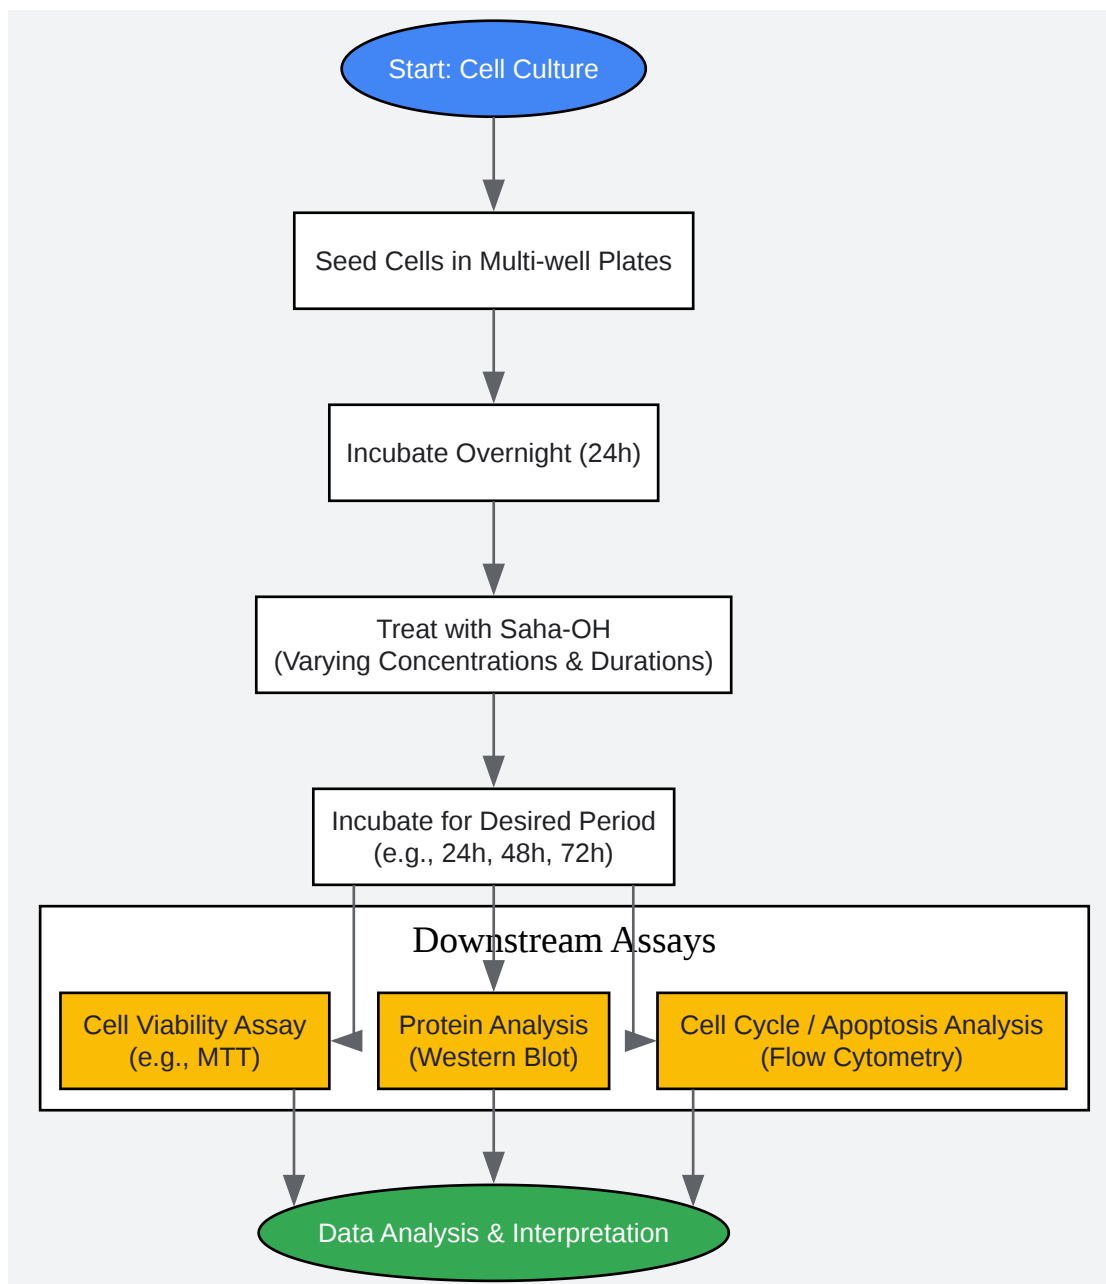 Start: Cell Culture
Seed Cells in Multi-well Plates
Incubate Overnight (24h)
Treat with Saha-OH
(Varying Concentrations & Durations)
Incubate for Desired Period
(e.g., 24h, 48h, 72h)
Downstream Assays
Cell Viability Assay
(e.g., MTT)
Protein Analysis
(Western Blot)
Cell Cycle / Apoptosis Analysis
(Flow Cytometry)
Data Analysis & Interpretation